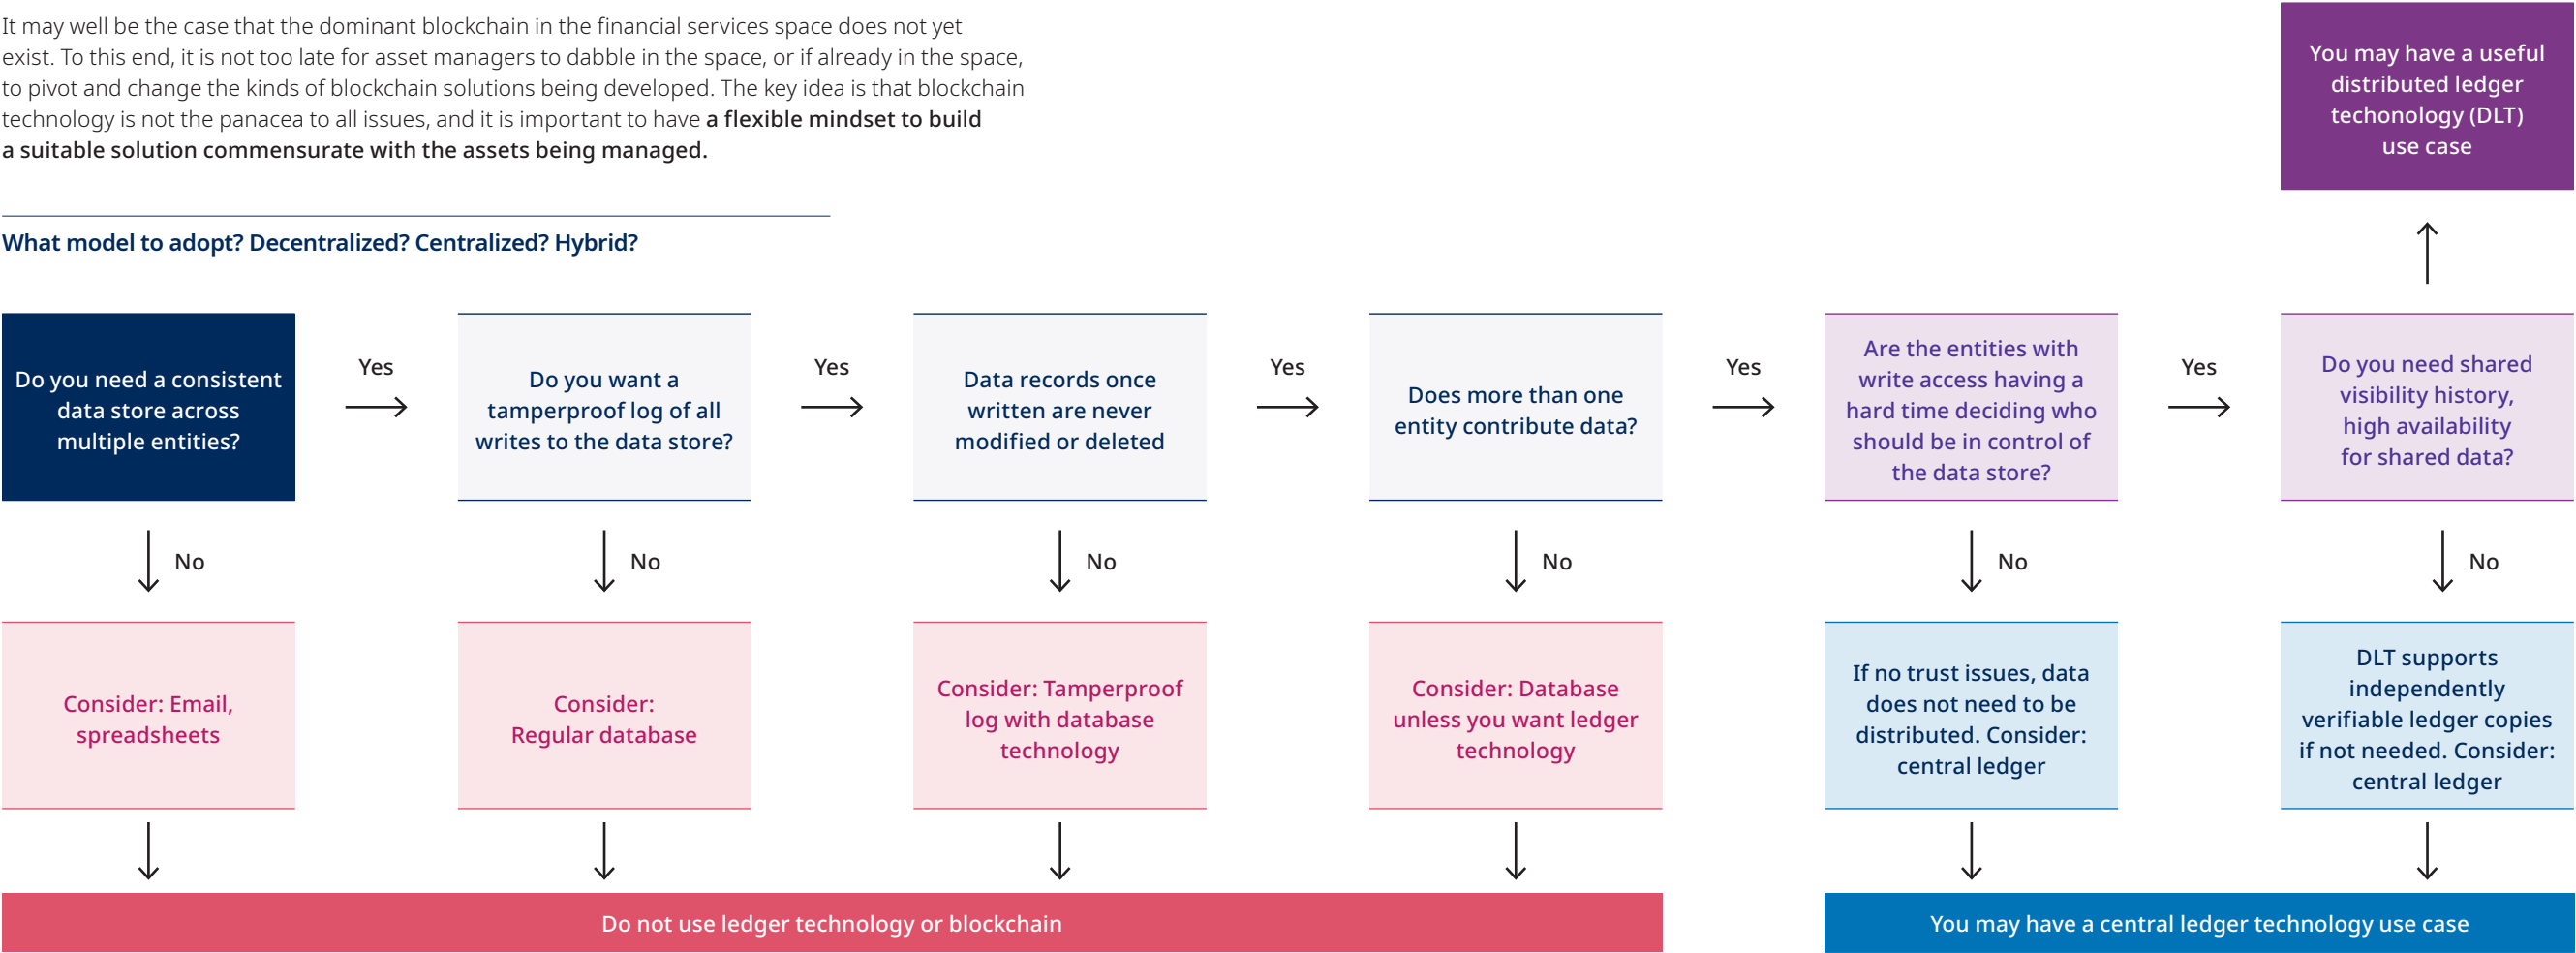 It may well be the case that the dominant blockchain in the financial services space does not yet
exist. To this end, it is not too late for asset managers to dabble in the space, or if already in the space,
to pivot and change the kinds of blockchain solutions being developed. The key idea is that blockchain
technology is not the panacea to all issues, and it is important to have a flexible mindset to build
a suitable solution commensurate with the assets being managed.
You may have a useful
distributed ledger
techonology (DLT)
use case
What model to adopt? Decentralized? Centralized? Hybrid?
Do you need a consistent
data store across
multiple entities?
Yes
Do you want a
tamperproof log of all
writes to the data store?
Yes
Data records once
written are never
modified or deleted
Yes
Does more than one
entity contribute data?
Yes
Are the entities with
write access having a
hard time deciding who
should be in control of
the data store?
Yes
Do you need shared
visibility history,
high availability
for shared data?
No
No
No
No
No
No
Consider: Email,
spreadsheets
Consider:
Regular database
Consider: Tamperproof
log with database
technology
Consider: Database
unless you want ledger
technology
If no trust issues, data
does not need to be
distributed. Consider:
central ledger
DLT supports
independently
verifiable ledger copies
if not needed. Consider:
central ledger
Do not use ledger technology or blockchain
You may have a central ledger technology use case